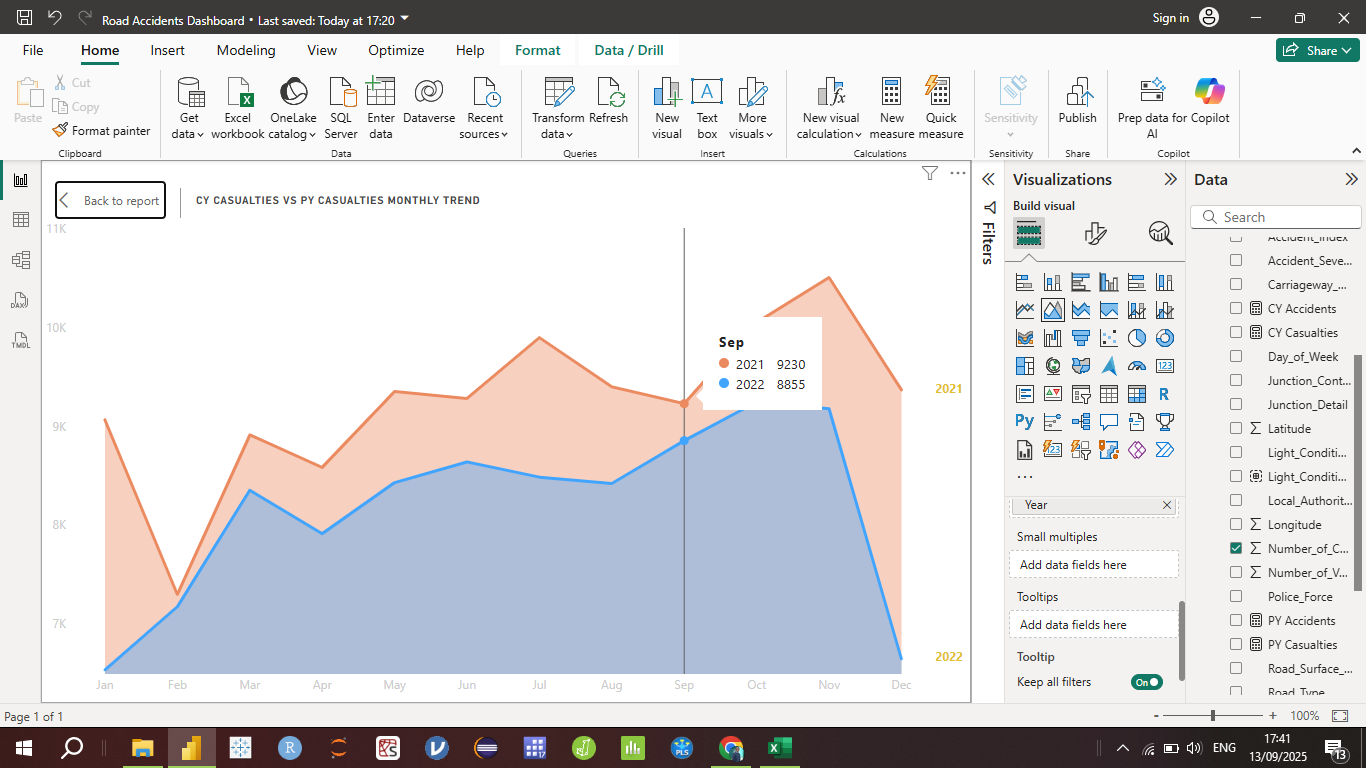 Road Accidents Dashboard • Last saved: Today at 17:20
Sign in
File
Home
Insert
Modeling
View
Optimize
Help
Format
Data / Drill
Share
Paste
Cut
Copy
Format painter
Clipboard
Get data
Excel workbook
OneLake catalog
SQL Server
Enter data
Dataverse
Recent sources
Data
Transform data
Refresh
Queries
New visual
Text box
More visuals
Insert
New visual calculation
New measure
Quick measure
Calculations
Sensitivity
Sensitivity
Publish
Share
Prep data for AI
Copilot
Copilot
Back to report
CY CASUALTIES VS PY CASUALTIES MONTHLY TREND
11K
10K
9K
8K
7K
Sep
2021 9230
2022 8855
2021
2022
Jan Feb Mar Apr May Jun Jul Aug Sep Oct Nov Dec
Filters
Visualizations
Build visual
123
R
Py
123
...
Year
Small multiples
Add data fields here
Tooltips
Add data fields here
Tooltip
Keep all filters
On
Data
Search
Accident_Index
Accident_Seve...
Carriageway_...
CY Accidents
CY Casualties
Day_of_Week
Junction_Cont...
Junction_Detail
Latitude
Light_Conditi...
Light_Conditi...
Local_Authorit...
Longitude
Number_of_C...
Number_of_V...
Police_Force
PY Accidents
PY Casualties
Road_Surface_...
Road_Type
DAX
TMDL
Page 1 of 1
- + 100%
R
17
PLS
ENG
17:41
13/09/2025
13